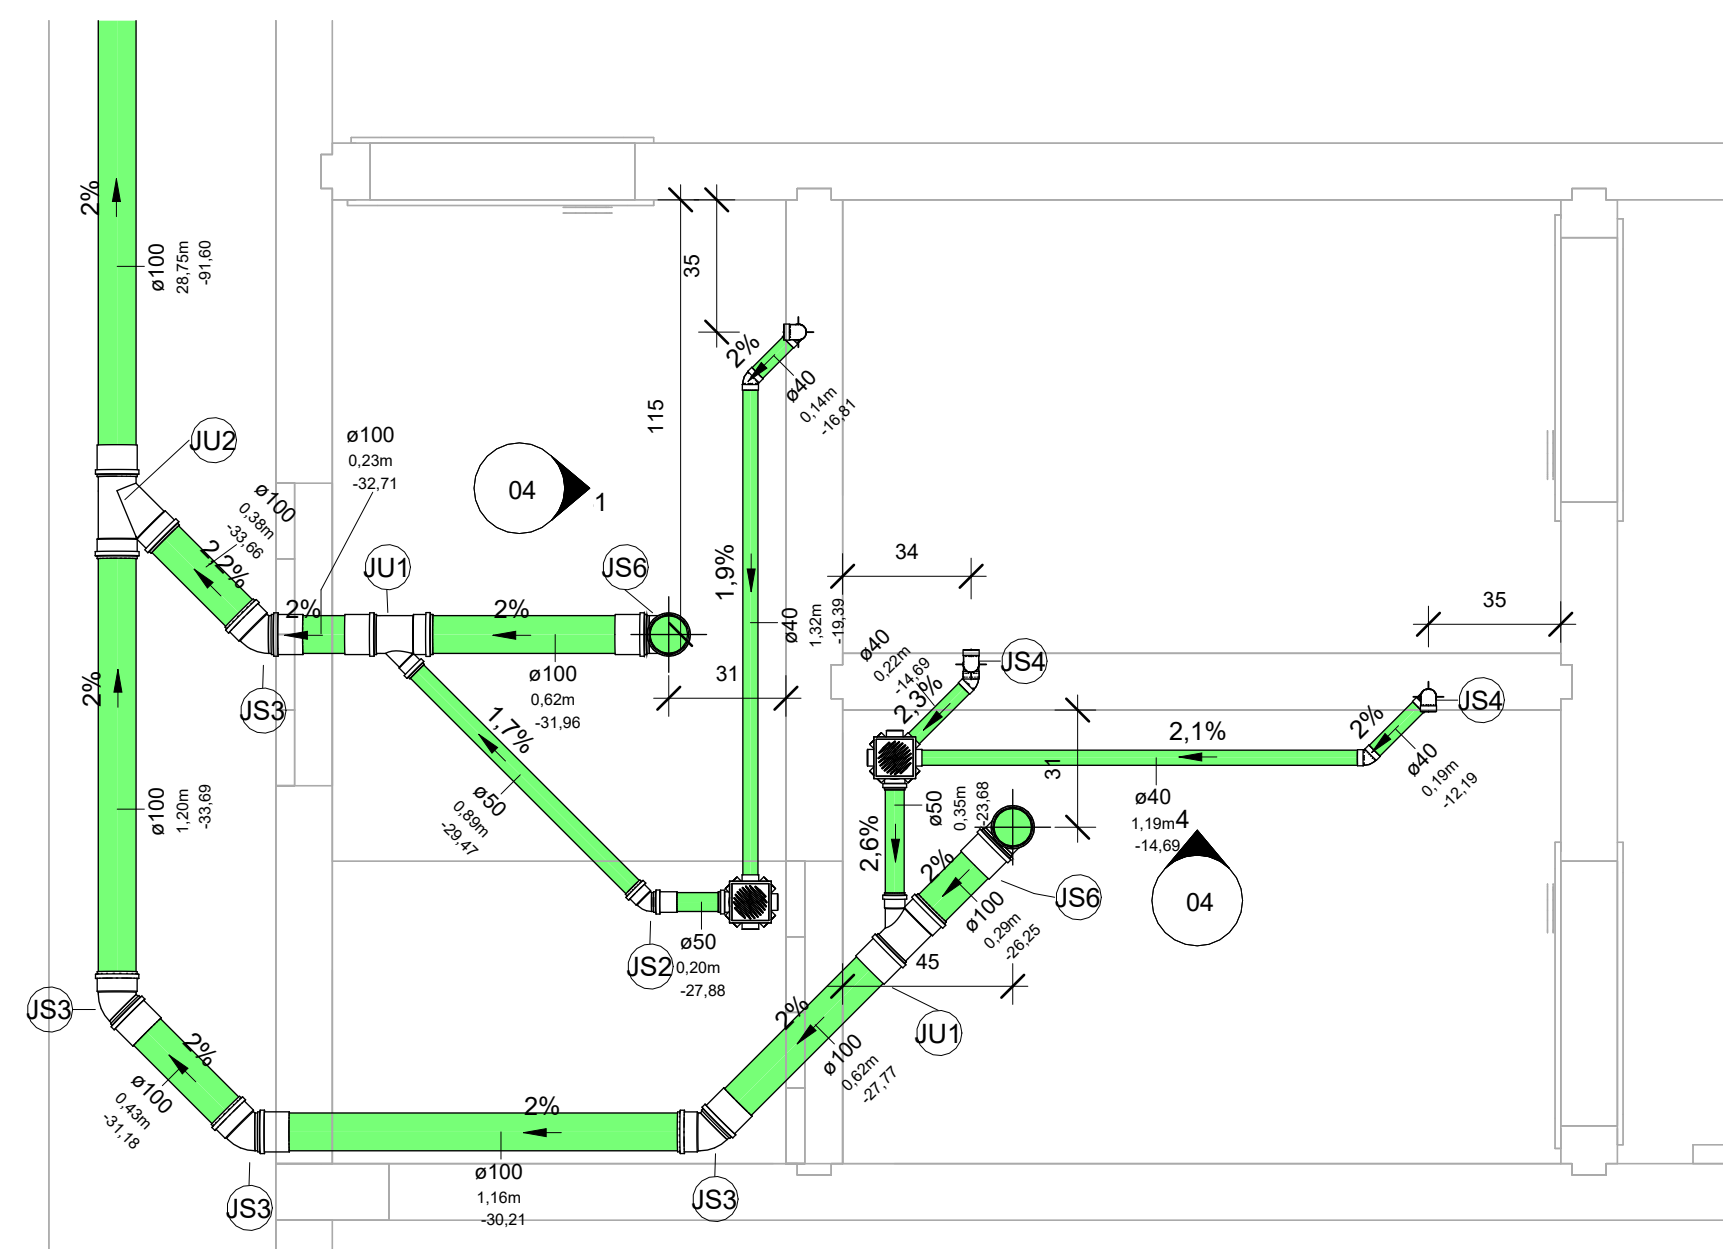 2%
ø100
28,75m
-91,60
35
115
2%
ø40
0,14m
-16,81
JU2
ø100
0,23m
-32,71
04
1
ø100
0,38m
-33,66
2,2%
JU1
JS6
2%
2%
1,9%
ø40
1,32m
-19,39
34
35
ø40
0,22m
-14,69
2,3%
JS4
JS4
2%
JS3
ø100
0,62m
-31,96
31
2%
ø40
0,19m
-12,19
2,1%
31
1,7%
ø50
0,89m
-29,47
ø100
1,20m
-33,69
ø50
0,35m
-23,68
2,6%
ø40
1,19m
-14,69
4
04
2%
ø100
0,29m
-26,25
JS6
45
JS2
ø50
0,20m
-27,88
JS3
JU1
2%
ø100
0,62m
-27,77
2%
ø100
0,43m
-31,18
2%
ø100
1,16m
-30,21
JS3
JS3